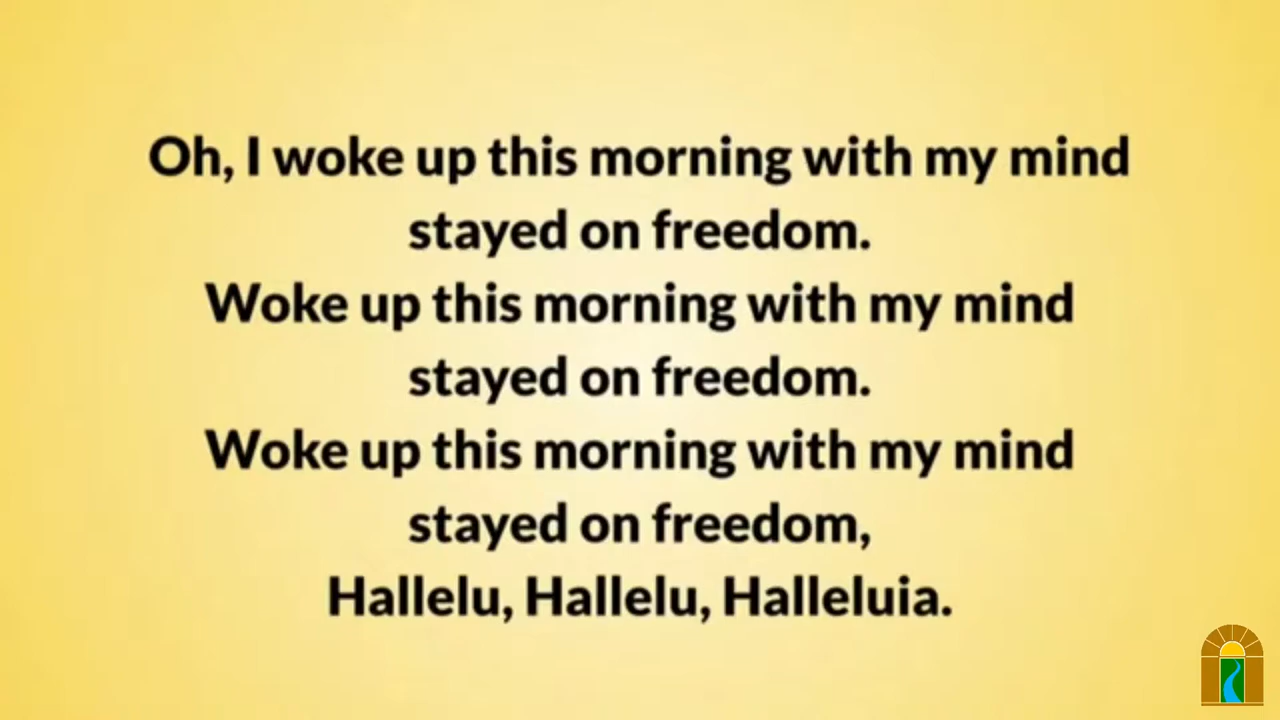 Oh, I woke up this morning with my mind
stayed on freedom.
Woke up this morning with my mind
stayed on freedom.
Woke up this morning with my mind
stayed on freedom,
Hallelu, Hallelu, Halleluia.